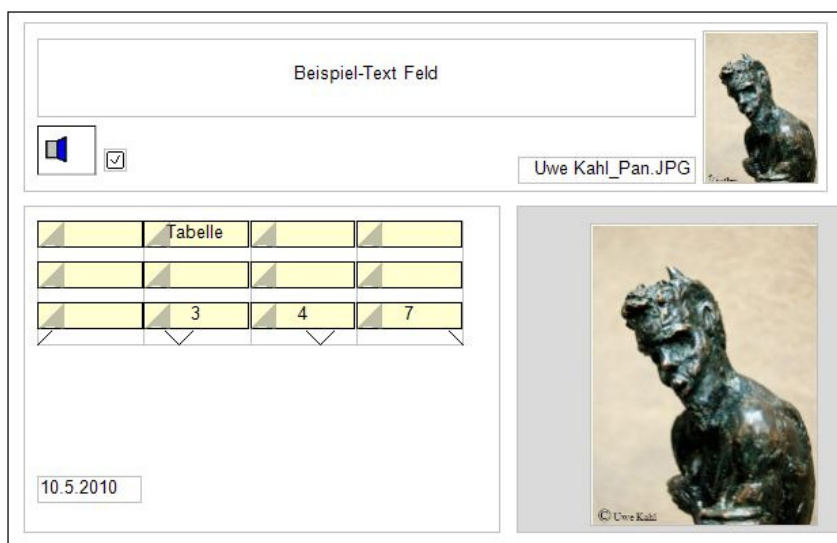 Beispiel-Text Feld
Uwe Kahl_Pan.JPG
Tabelle
3 4 7
10.5.2010
© Uwe Kahl